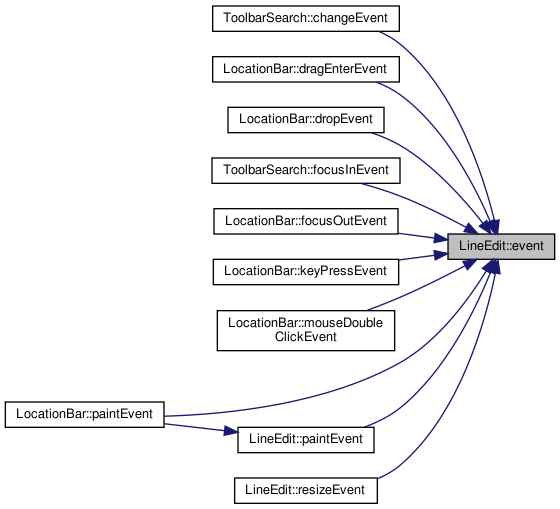 ToolbarSearch::changeEvent
LocationBar::dragEnterEvent
LocationBar::dropEvent
ToolbarSearch::focusInEvent
LocationBar::focusOutEvent
LineEdit::event
LocationBar::keyPressEvent
LocationBar::mouseDouble
ClickEvent
LocationBar::paintEvent
LineEdit::paintEvent
LineEdit::resizeEvent